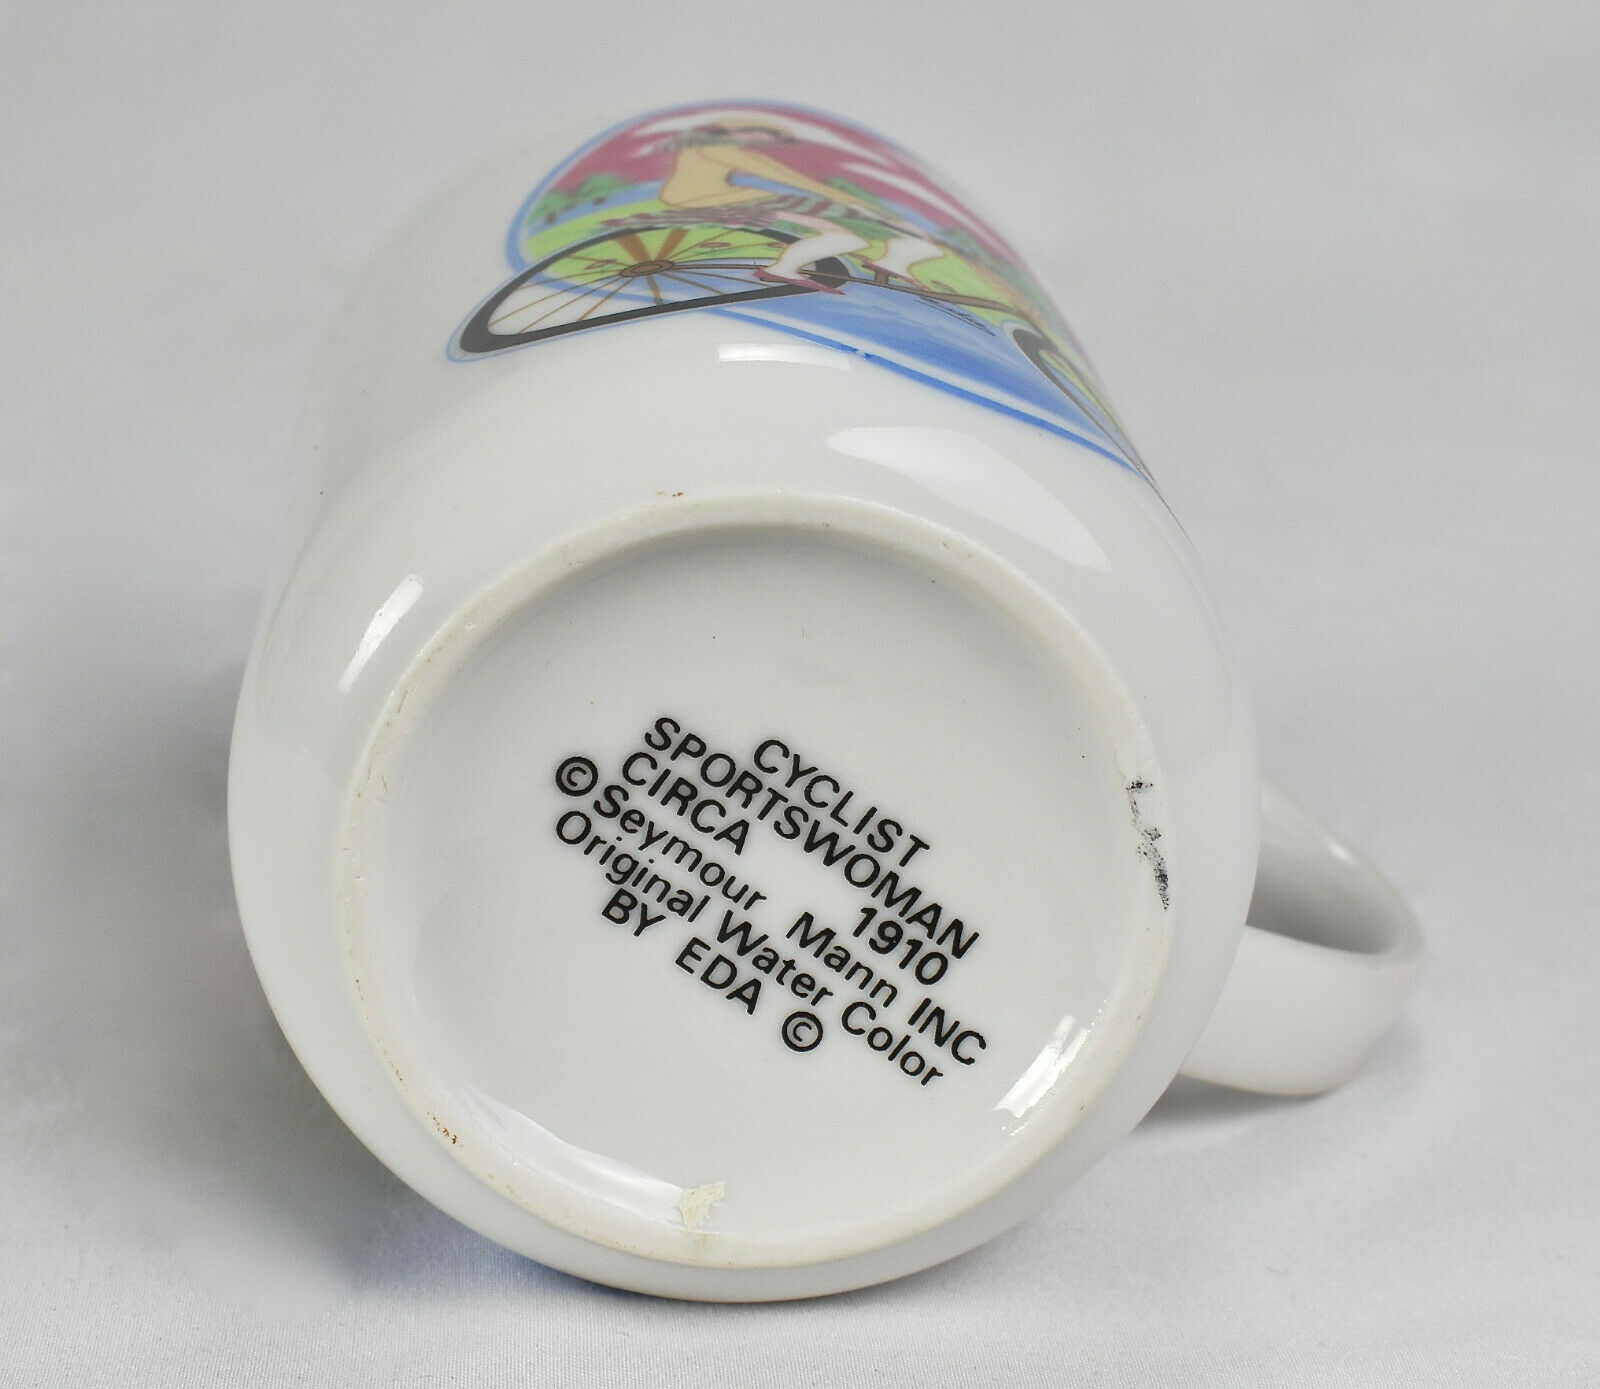 CYCLIST
SPORTSWOMAN
CIRCA 1910
©Seymour Mann INC
Original Water Color
BY EDA ©